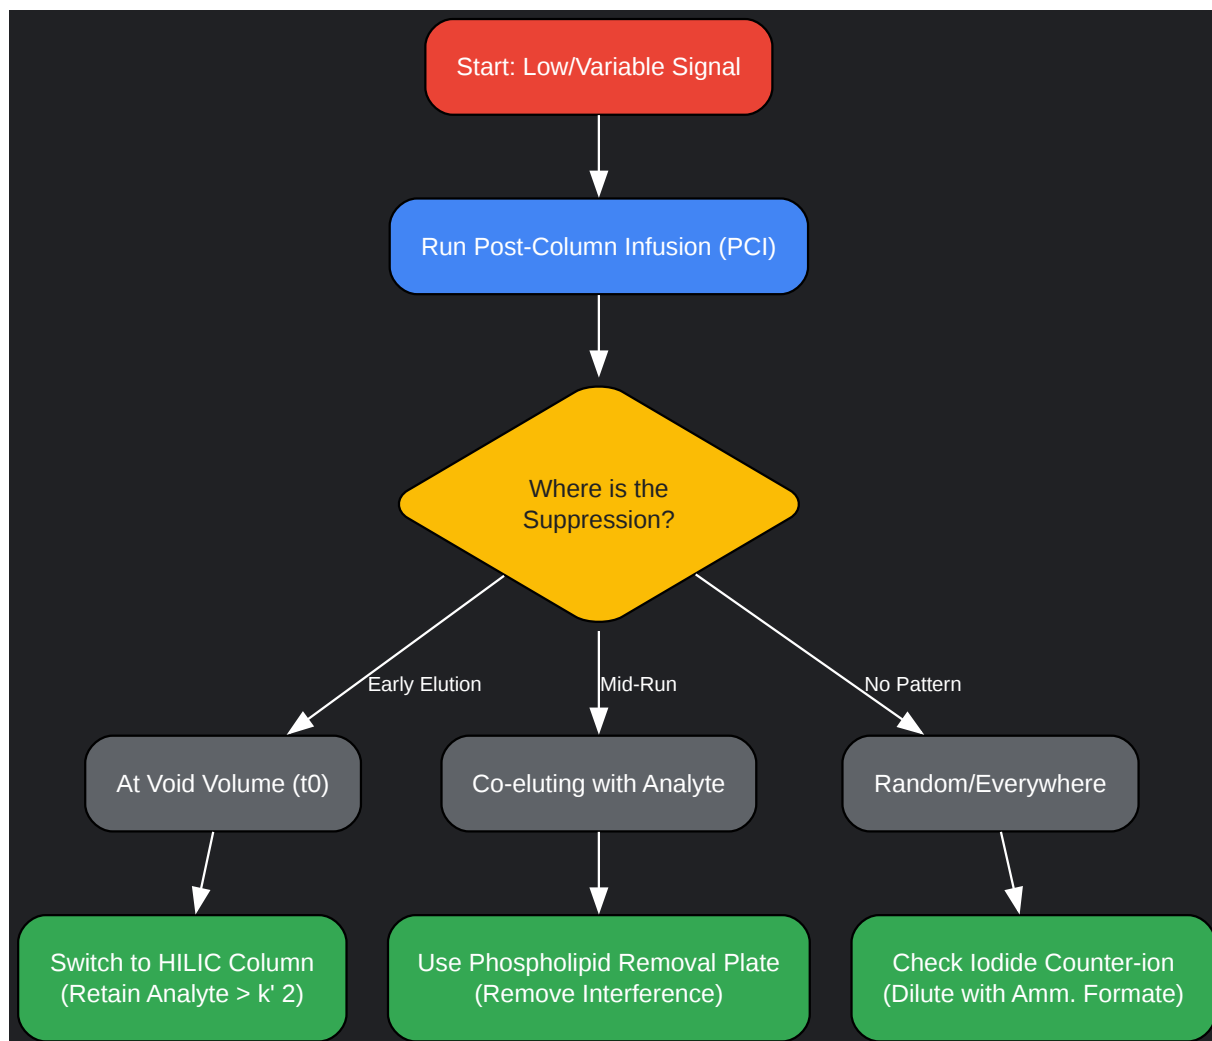 Start: Low/Variable Signal
Run Post-Column Infusion (PCI)
Where is the
Suppression?
Early Elution
Mid-Run
No Pattern
At Void Volume (t0)
Co-eluting with Analyte
Random/Everywhere
Switch to HILIC Column
(Retain Analyte > k' 2)
Use Phospholipid Removal Plate
(Remove Interference)
Check Iodide Counter-ion
(Dilute with Amm. Formate)